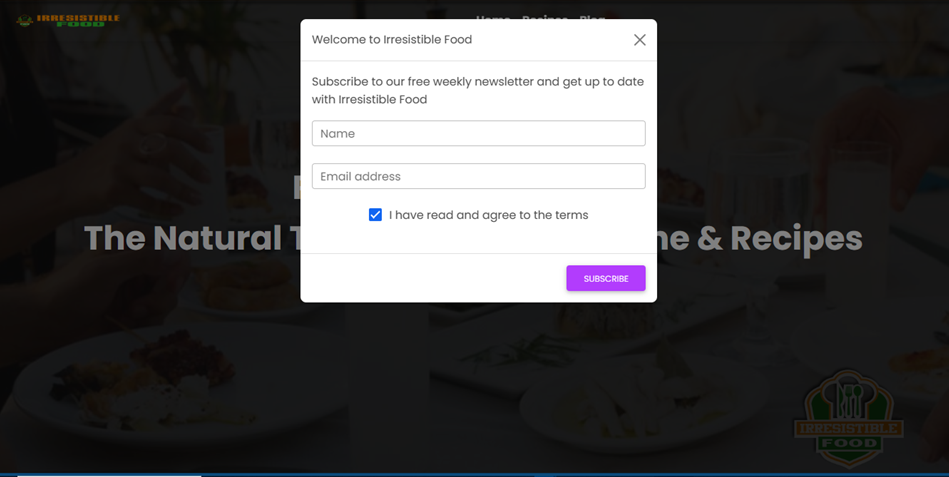 IRRESISTIBLE
FOOD
Home Recipes Blog
Welcome to Irresistible Food
Subscribe to our free weekly newsletter and get up to date
with Irresistible Food
Name
Email address
I have read and agree to the terms
The Natural T
e & Recipes
SUBSCRIBE
IRRESISTIBLE
FOOD